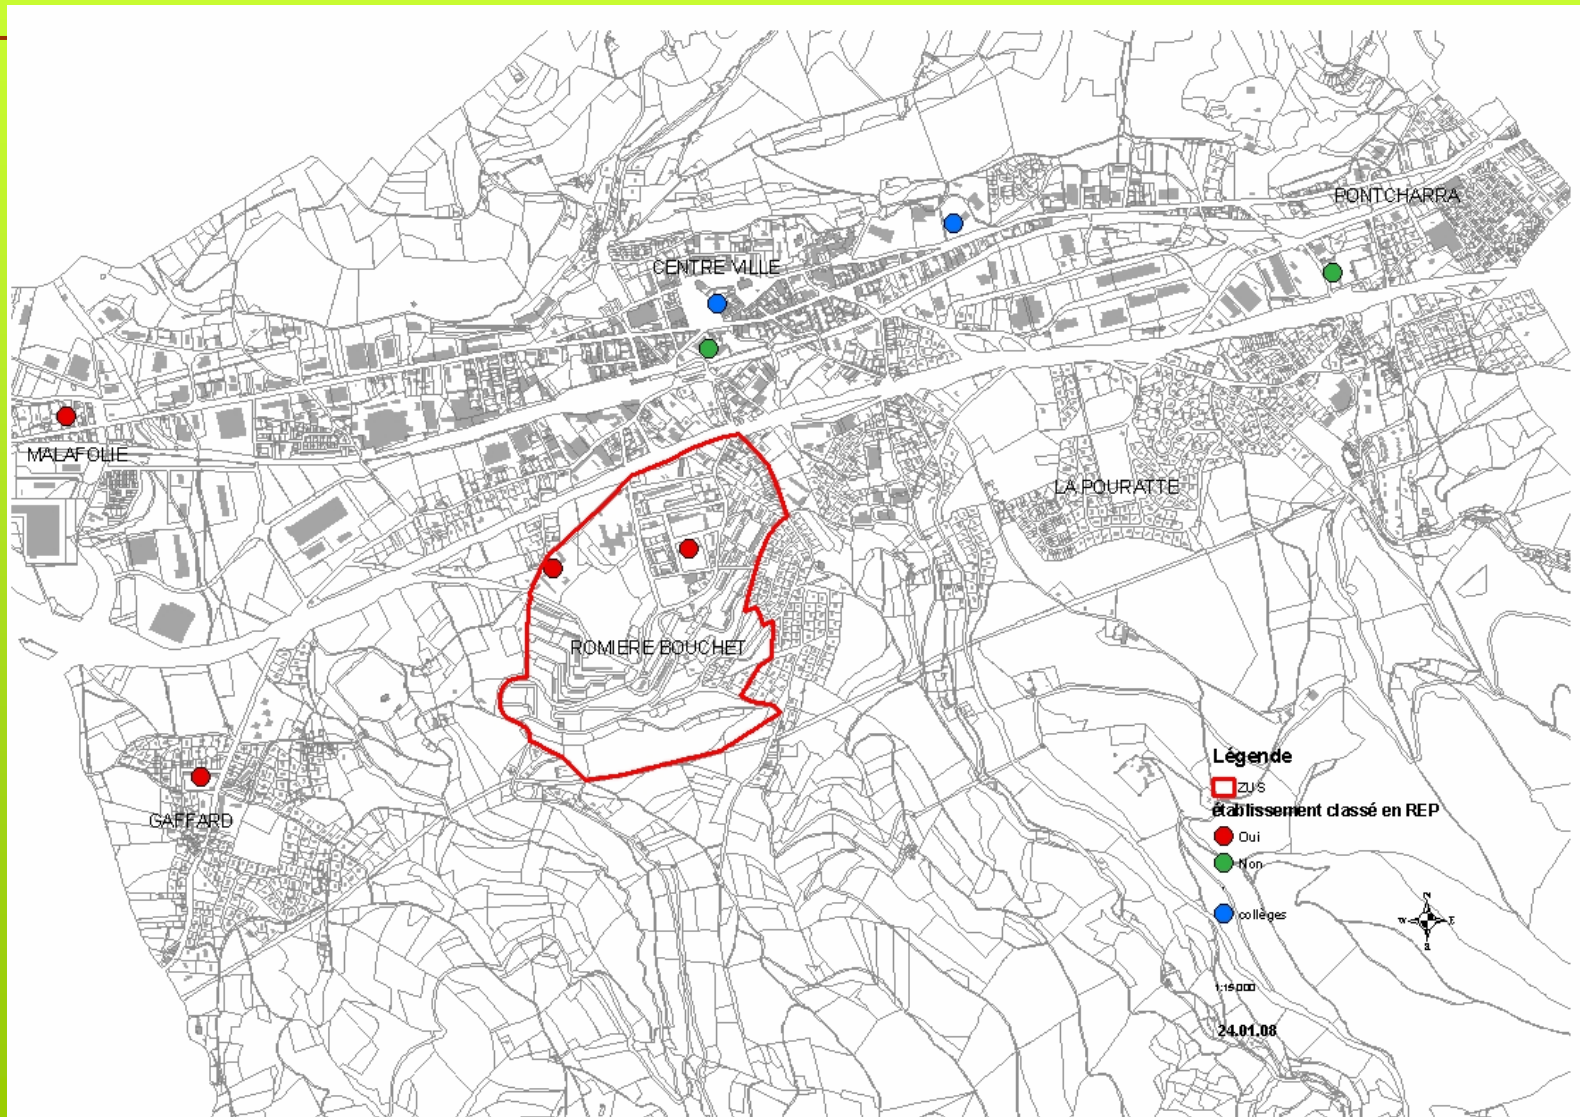 PONTCHARRA
CENTRE VILLE
MALAFOLIE
LA POURATTE
ROMIERE BOUCHET
GAFFARD
Légende
ZUS
établissement classé en REP
Oui
Non
collèges
N
W E
S
1:15000
24.01.08